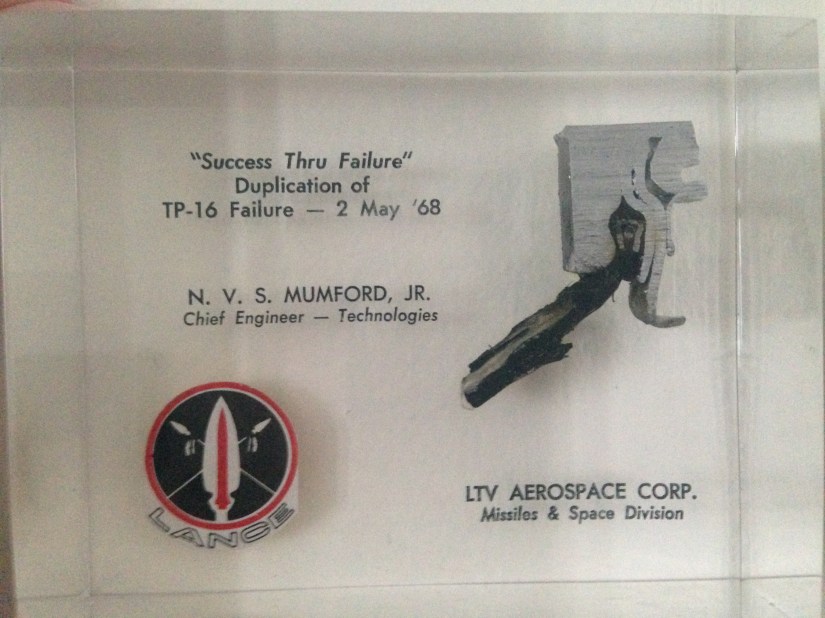 "Success Thru Failure"
Duplication of
TP-16 Failure — 2 May '68
N. V. S. MUMFORD, JR.
Chief Engineer — Technologies
LANCE
LTV AEROSPACE CORP.
Missiles & Space Division